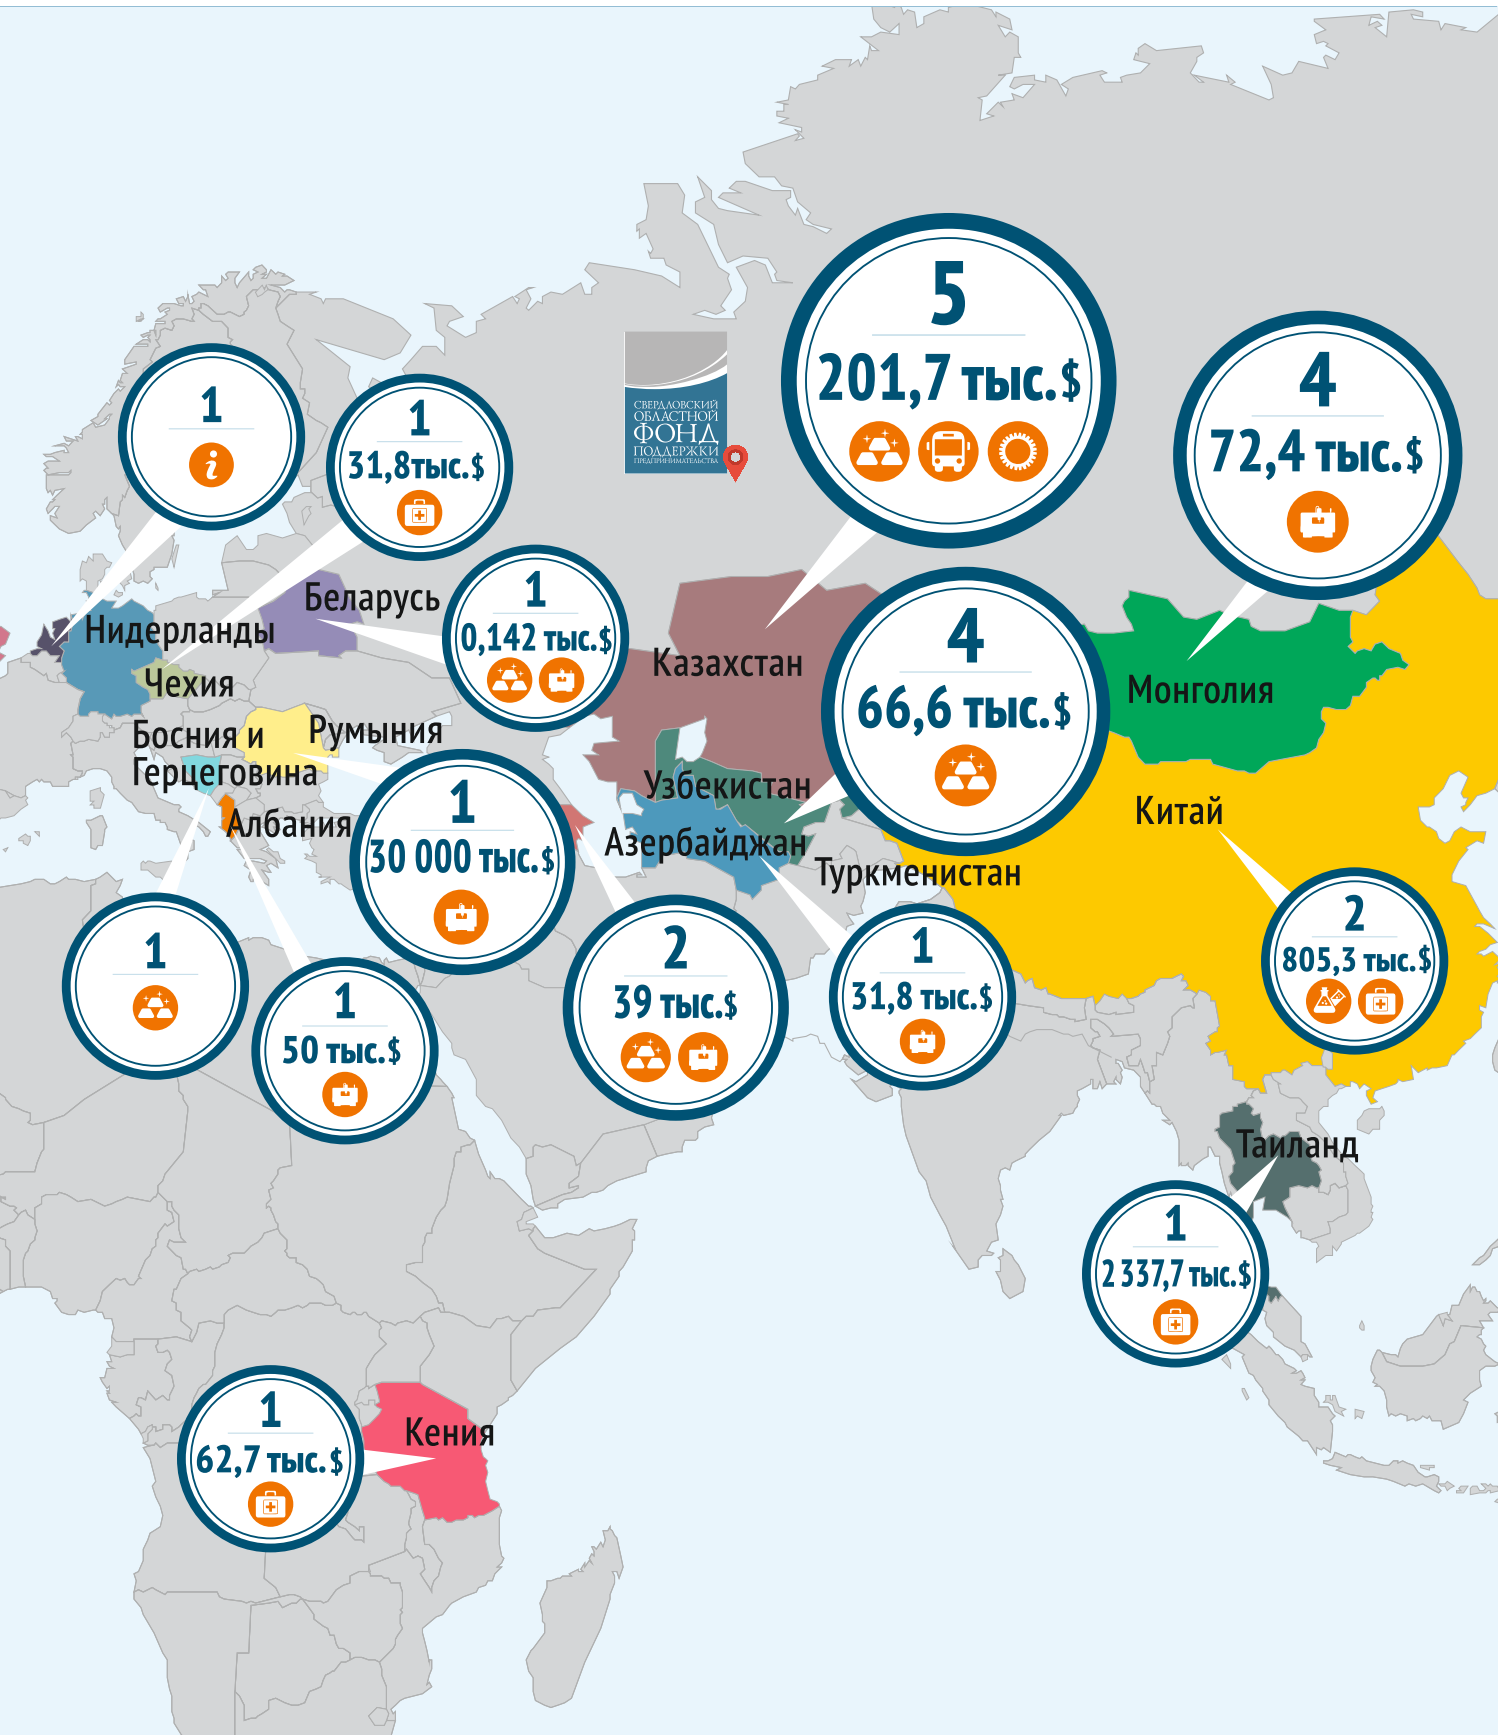 5
201,7 тыс.$
4
72,4 тыс.$
СВЕРДЛОВСКИЙ
ОБЛАСТНОЙ
ФОНД
ПОДДЕРЖКИ
ПРЕДПРИНИМАТЕЛЬСТВА
1
i
1
31,8тыс.$
Беларусь
1
0,142 тыс.$
Нидерланды
Чехия
Казахстан
4
66,6 тыс.$
Монголия
Босния и
Герцеговина
Румыния
Узбекистан
Китай
Албания
1
30 000 тыс.$
Азербайджан
Туркменистан
1
1
50 тыс.$
2
39 тыс.$
1
31,8 тыс.$
2
805,3 тыс.$
Таиланд
1
2 337,7 тыс.$
Кения
1
62,7 тыс.$